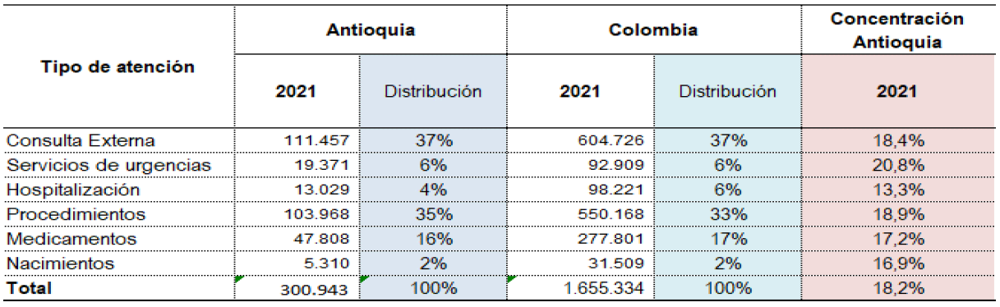 Tipo de atención Antioquia Colombia Concentración Antioquia
2021 Distribución 2021 Distribución 2021
Consulta Externa 111.457 37% 604.726 37% 18,4%
Servicios de urgencias 19.371 6% 92.909 6% 20,8%
Hospitalización 13.029 4% 98.221 6% 13,3%
Procedimientos 103.968 35% 550.168 33% 18,9%
Medicamentos 47.808 16% 277.801 17% 17,2%
Nacimientos 5.310 2% 31.509 2% 16,9%
Total 300.943 100% 1.655.334 100% 18,2%